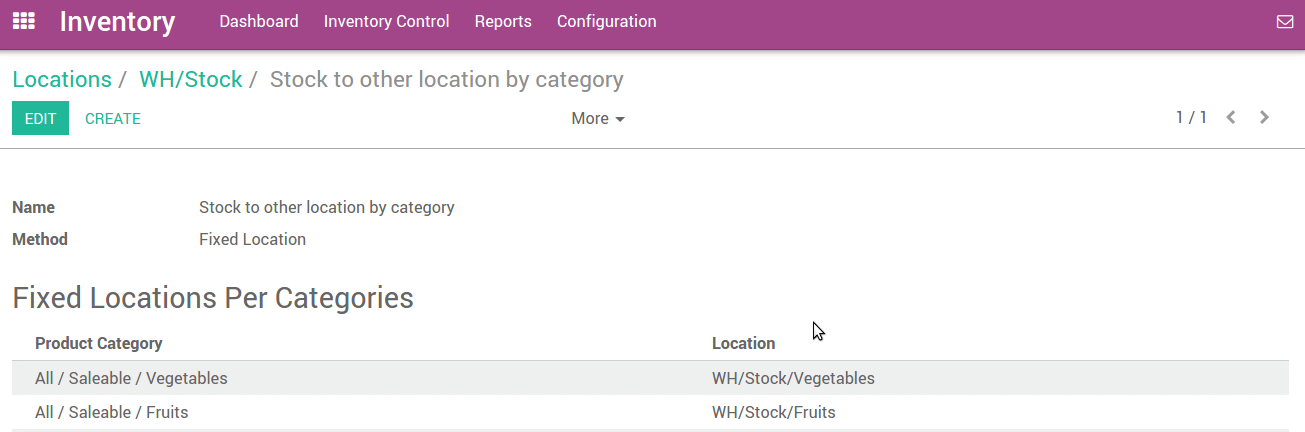 Inventory Dashboard Inventory Control Reports Configuration
Locations / WH/Stock / Stock to other location by category
EDIT CREATE More 1 / 1
Name Stock to other location by category
Method Fixed Location
Fixed Locations Per Categories
Product Category Location
All / Saleable / Vegetables WH/Stock/Vegetables
All / Saleable / Fruits WH/Stock/Fruits